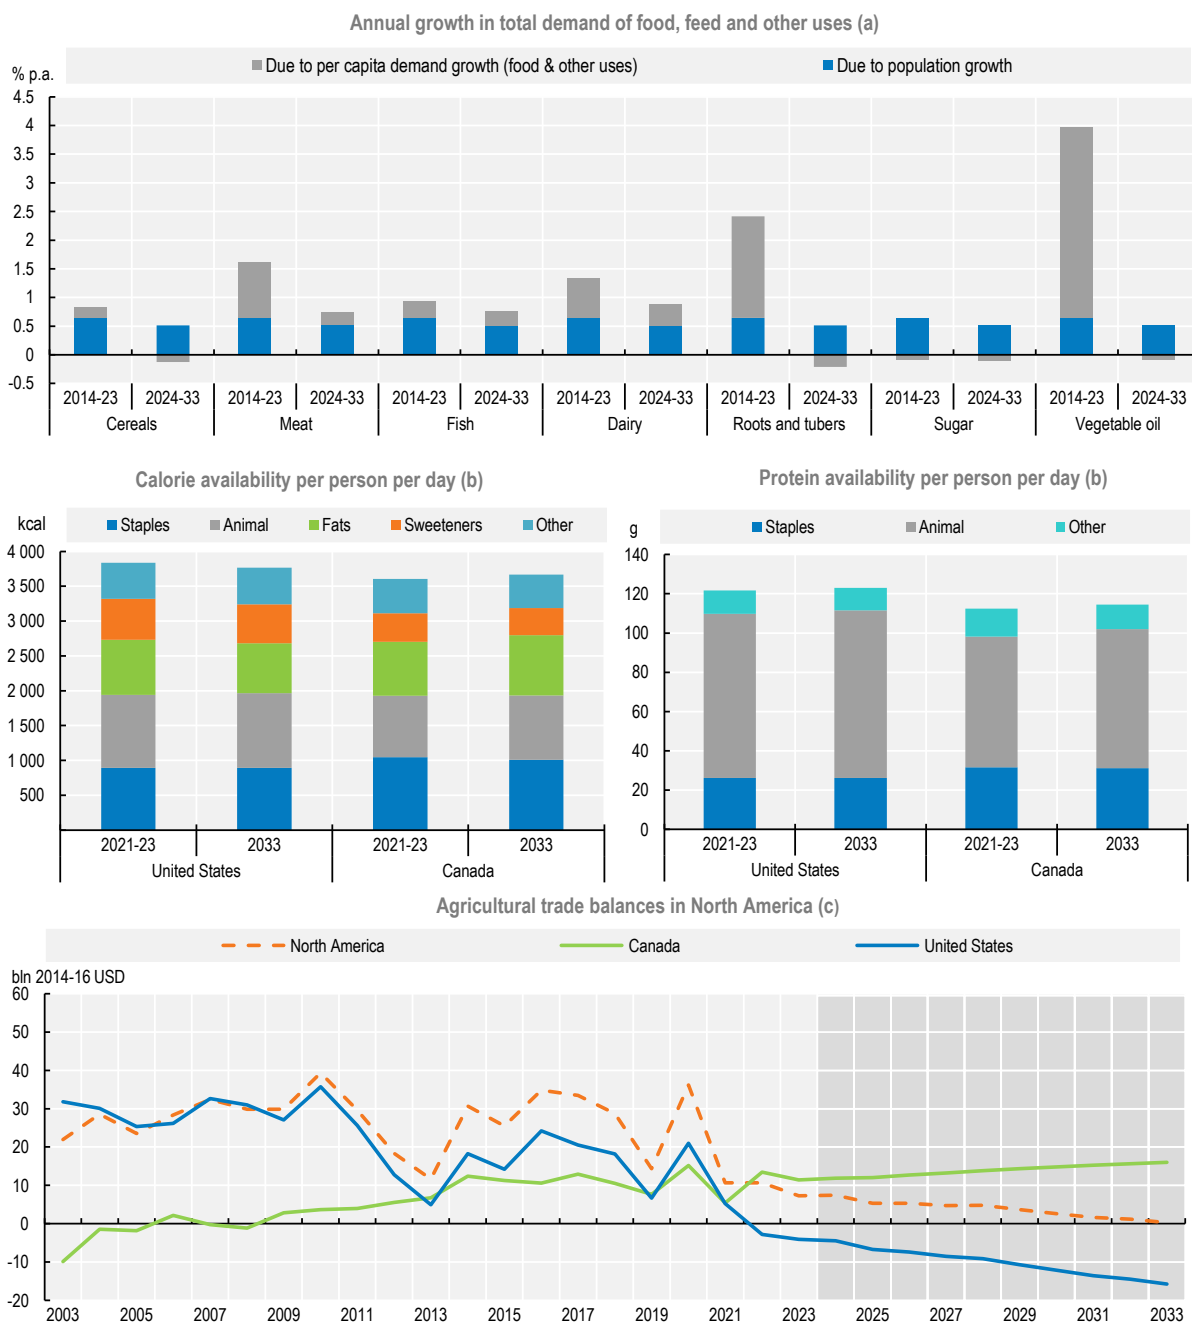 Annual growth in total demand of food, feed and other uses (a)
Due to per capita demand growth (food & other uses) Due to population growth
% p.a.
4.5
4
3.5
3
2.5
2
1.5
1
0.5
0
-0.5
2014-23 2024-33 2014-23 2024-33 2014-23 2024-33 2014-23 2024-33 2014-23 2024-33 2014-23 2024-33 2014-23 2024-33
Cereals Meat Fish Dairy Roots and tubers Sugar Vegetable oil
Calorie availability per person per day (b)
kcal
Staples Animal Fats Sweeteners Other
4 000
3 500
3 000
2 500
2 000
1 500
1 000
500
2021-23 2033 2021-23 2033
United States Canada
Protein availability per person per day (b)
g
Staples Animal Other
140
120
100
80
60
40
20
0
2021-23 2033 2021-23 2033
United States Canada
Agricultural trade balances in North America (c)
North America Canada United States
bln 2014-16 USD
60
50
40
30
20
10
0
-10
-20
2003 2005 2007 2009 2011 2013 2015 2017 2019 2021 2023 2025 2027 2029 2031 2033